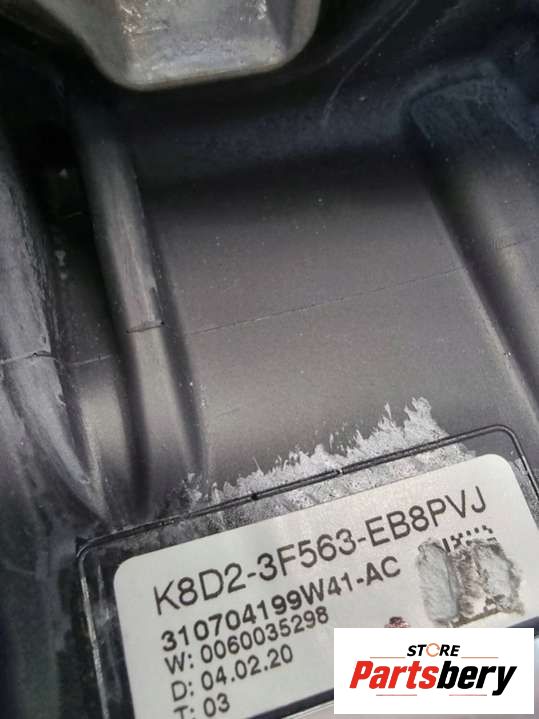 K8D2-3F563-EB8PVJ
310704199W41-AC
W: 0060035298
D: 04.02.20
T: 03
STORE
Partsbery